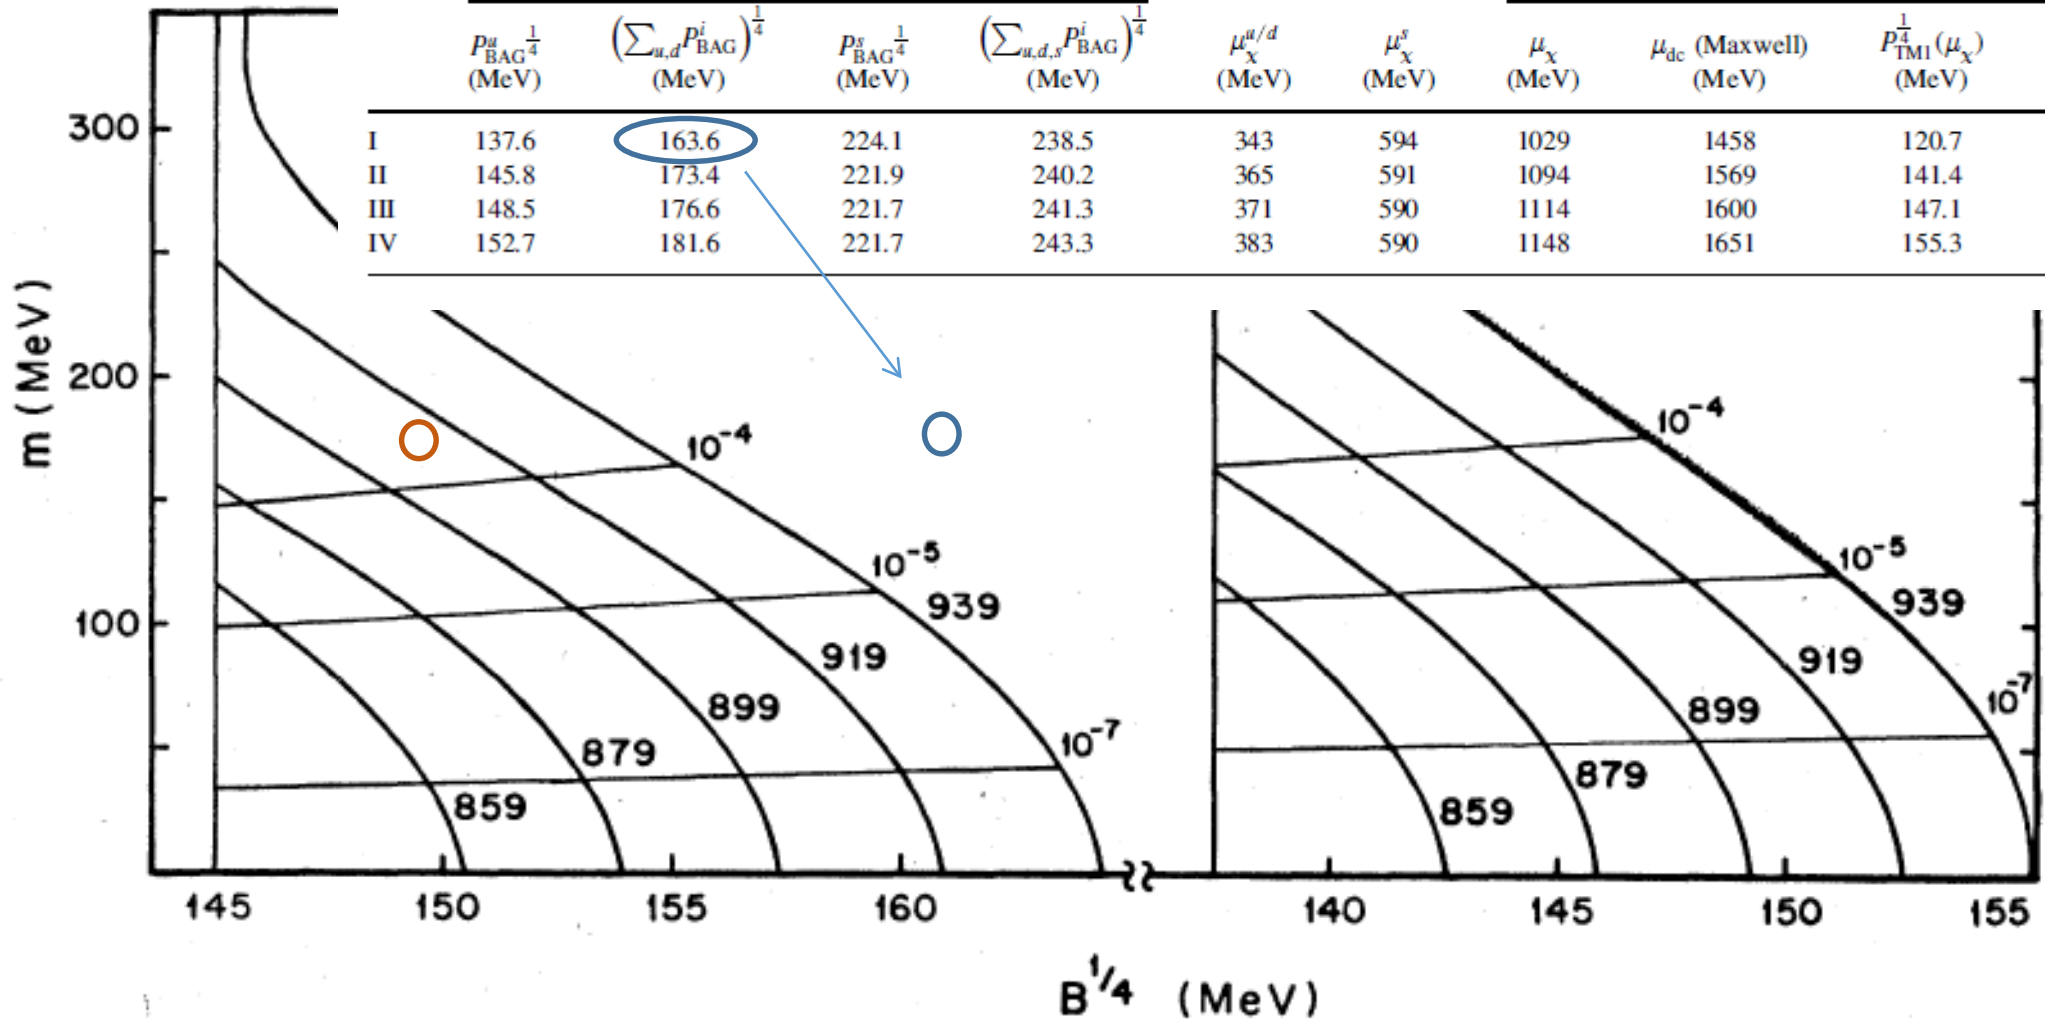 P^u_BAG^{1/4} (∑_{u,d} P^i_BAG)^{1/4} P^s_BAG^{1/4} (∑_{u,d,s} P^i_BAG)^{1/4} μ_χ^{u/d} μ_χ^s μ_χ μ_dc (Maxwell) P_TM1^{1/4}(μ_χ)
(MeV) (MeV) (MeV) (MeV) (MeV) (MeV) (MeV) (MeV) (MeV)
I 137.6 163.6 224.1 238.5 343 594 1029 1458 120.7
II 145.8 173.4 221.9 240.2 365 591 1094 1569 141.4
III 148.5 176.6 221.7 241.3 371 590 1114 1600 147.1
IV 152.7 181.6 221.7 243.3 383 590 1148 1651 155.3
m (MeV)
300
200
100
10⁻⁴
10⁻⁵
939
919
899
10⁻⁷
879
859
10⁻⁴
10⁻⁵
939
919
10⁻⁷
899
879
859
145 150 155 160 140 145 150 155
B^{1/4} (MeV)